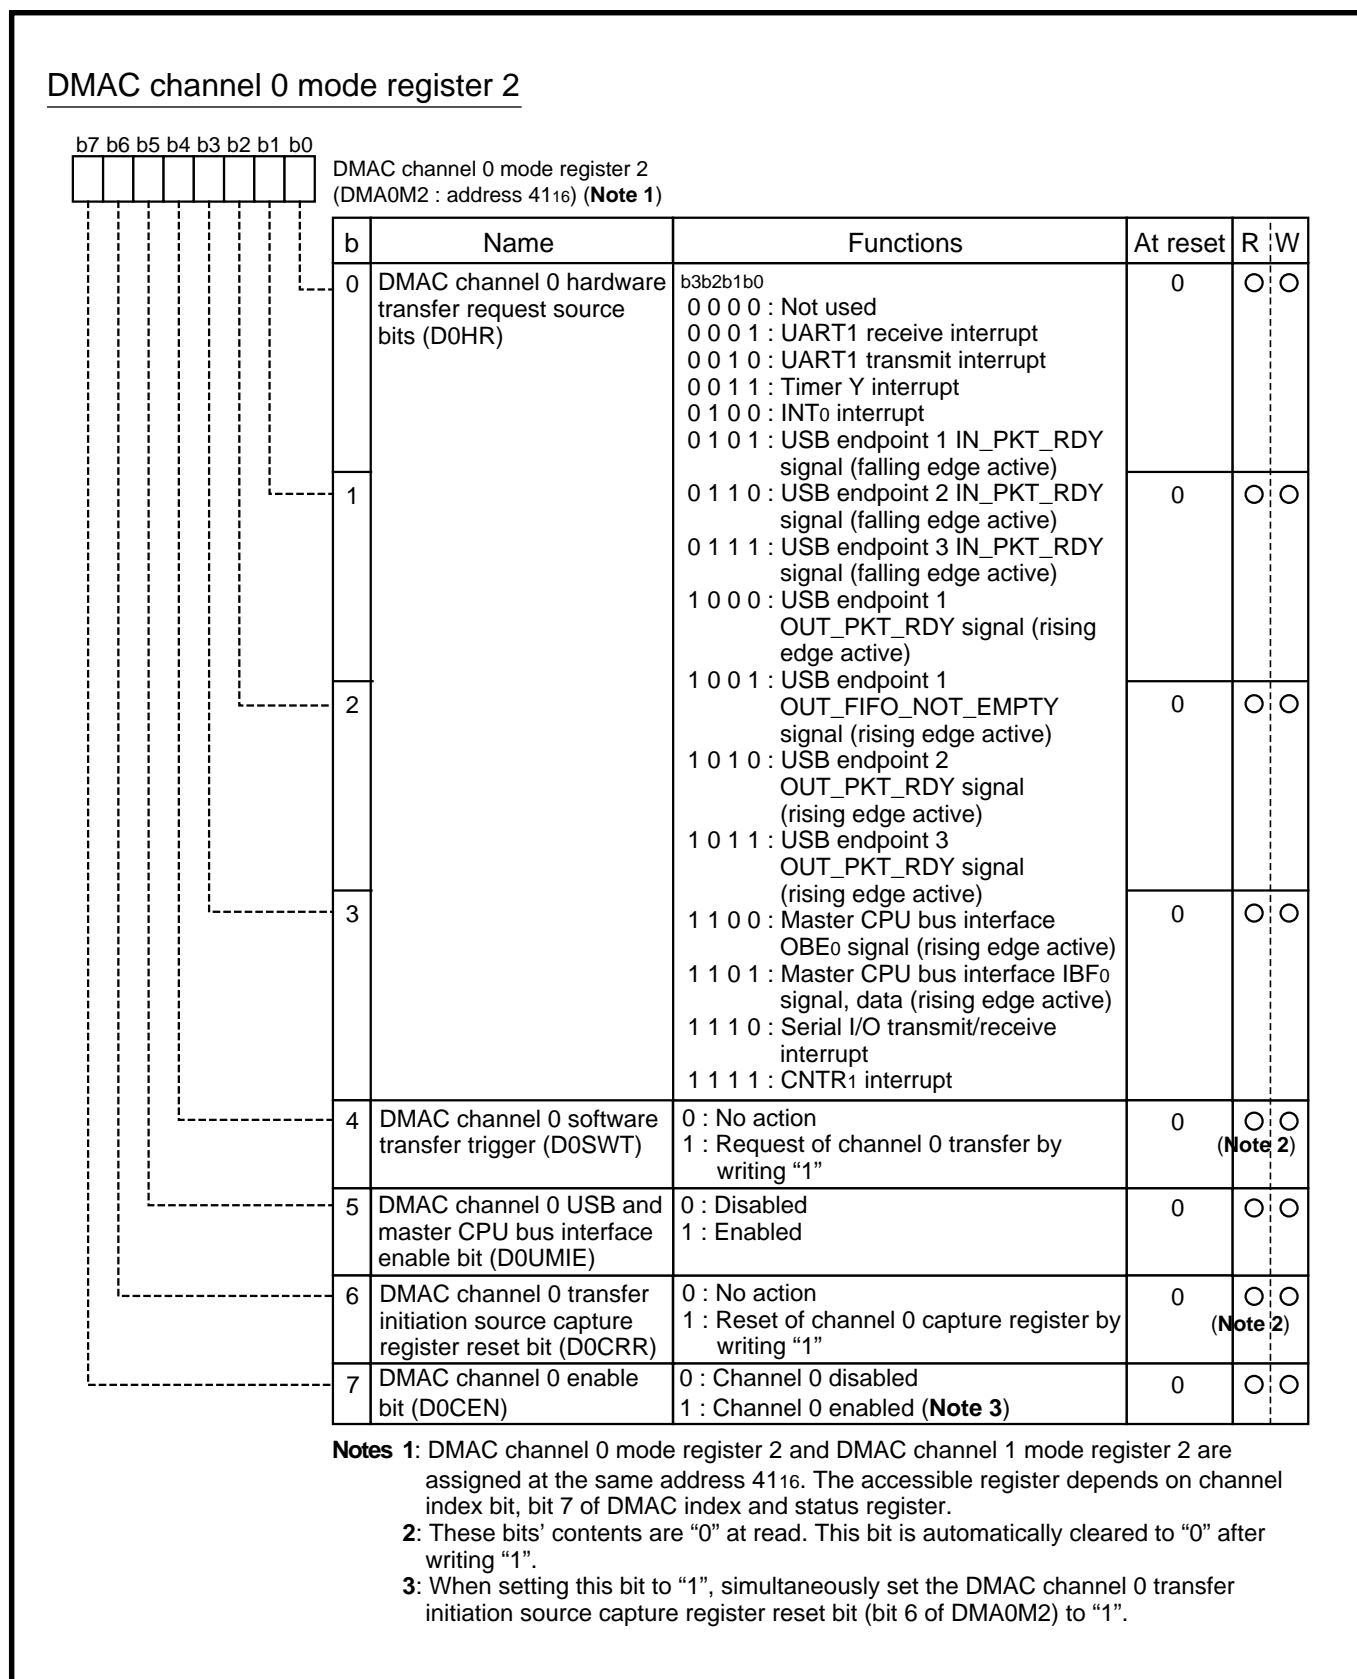 DMAC channel 0 mode register 2
b7 b6 b5 b4 b3 b2 b1 b0
DMAC channel 0 mode register 2
(DMA0M2 : address 4116) (Note 1)
b Name Functions At reset R W
0 DMAC channel 0 hardware transfer request source bits (D0HR) 0
b3b2b1b0
0 0 0 0 : Not used
0 0 0 1 : UART1 receive interrupt
0 0 1 0 : UART1 transmit interrupt
0 0 1 1 : Timer Y interrupt
0 1 0 0 : INT0 interrupt
0 1 0 1 : USB endpoint 1 IN_PKT_RDY
signal (falling edge active)
1 0
0 1 1 0 : USB endpoint 2 IN_PKT_RDY
signal (falling edge active)
0 1 1 1 : USB endpoint 3 IN_PKT_RDY
signal (falling edge active)
1 0 0 0 : USB endpoint 1
OUT_PKT_RDY signal (rising
edge active)
1 0 0 1 : USB endpoint 1
2 OUT_FIFO_NOT_EMPTY 0
signal (rising edge active)
1 0 1 0 : USB endpoint 2
OUT_PKT_RDY signal
(rising edge active)
1 0 1 1 : USB endpoint 3
OUT_PKT_RDY signal
(rising edge active)
3 0
1 1 0 0 : Master CPU bus interface
OBE0 signal (rising edge active)
1 1 0 1 : Master CPU bus interface IBF0
signal, data (rising edge active)
1 1 1 0 : Serial I/O transmit/receive
interrupt
1 1 1 1 : CNTR1 interrupt
4 DMAC channel 0 software 0 : No action 0
transfer trigger (D0SWT) 1 : Request of channel 0 transfer by (Note 2)
writing “1”
5 DMAC channel 0 USB and 0 : Disabled 0
master CPU bus interface 1 : Enabled
enable bit (D0UMIE)
6 DMAC channel 0 transfer 0 : No action 0
initiation source capture 1 : Reset of channel 0 capture register by (Note 2)
register reset bit (D0CRR) writing “1”
7 DMAC channel 0 enable 0 : Channel 0 disabled 0
bit (D0CEN) 1 : Channel 0 enabled (Note 3)
Notes 1: DMAC channel 0 mode register 2 and DMAC channel 1 mode register 2 are
assigned at the same address 4116. The accessible register depends on channel
index bit, bit 7 of DMAC index and status register.
2: These bits’ contents are “0” at read. This bit is automatically cleared to “0” after
writing “1”.
3: When setting this bit to “1”, simultaneously set the DMAC channel 0 transfer
initiation source capture register reset bit (bit 6 of DMA0M2) to “1”.